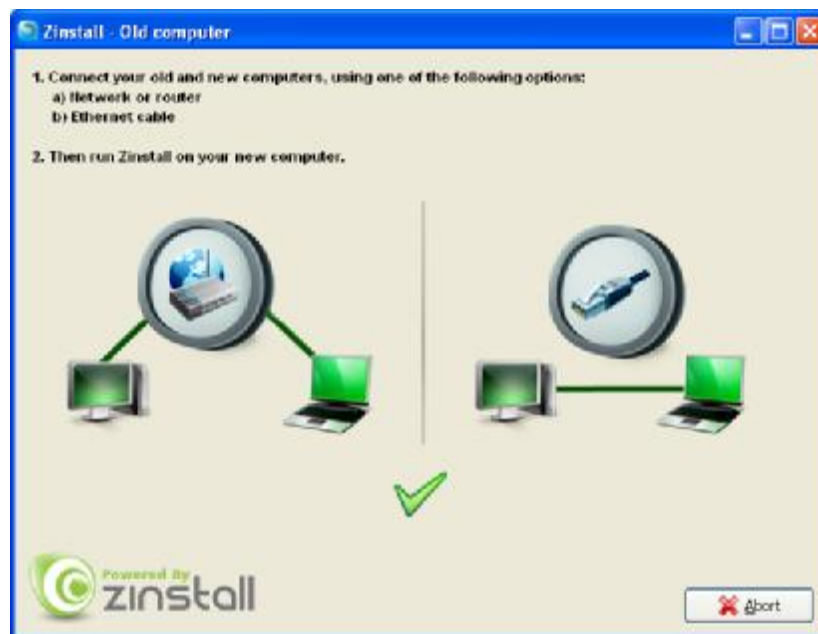 Zinstall - Old computer
1. Connect your old and new computers, using one of the following options:
a) Network or router
b) Ethernet cable
2. Then run Zinstall on your new computer.
Powered By
zinstall
Abort